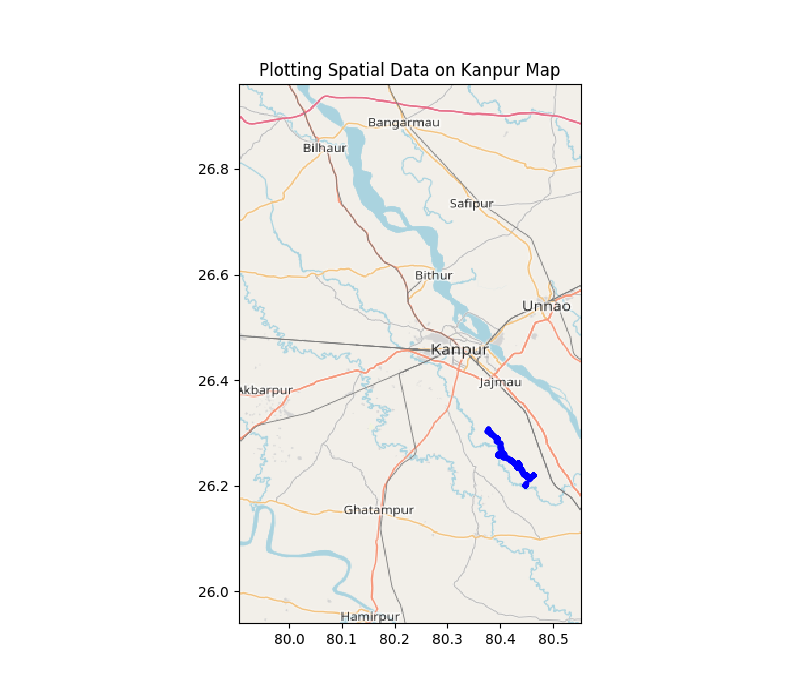 Plotting Spatial Data on Kanpur Map
Bangarmau
Bilhaur
26.8
Safipur
Bithur
26.6
Unnao
Kanpur
26.4
Jajmau
Akbarpur
26.2
Ghatampur
26.0
Hamirpur
80.0 80.1 80.2 80.3 80.4 80.5